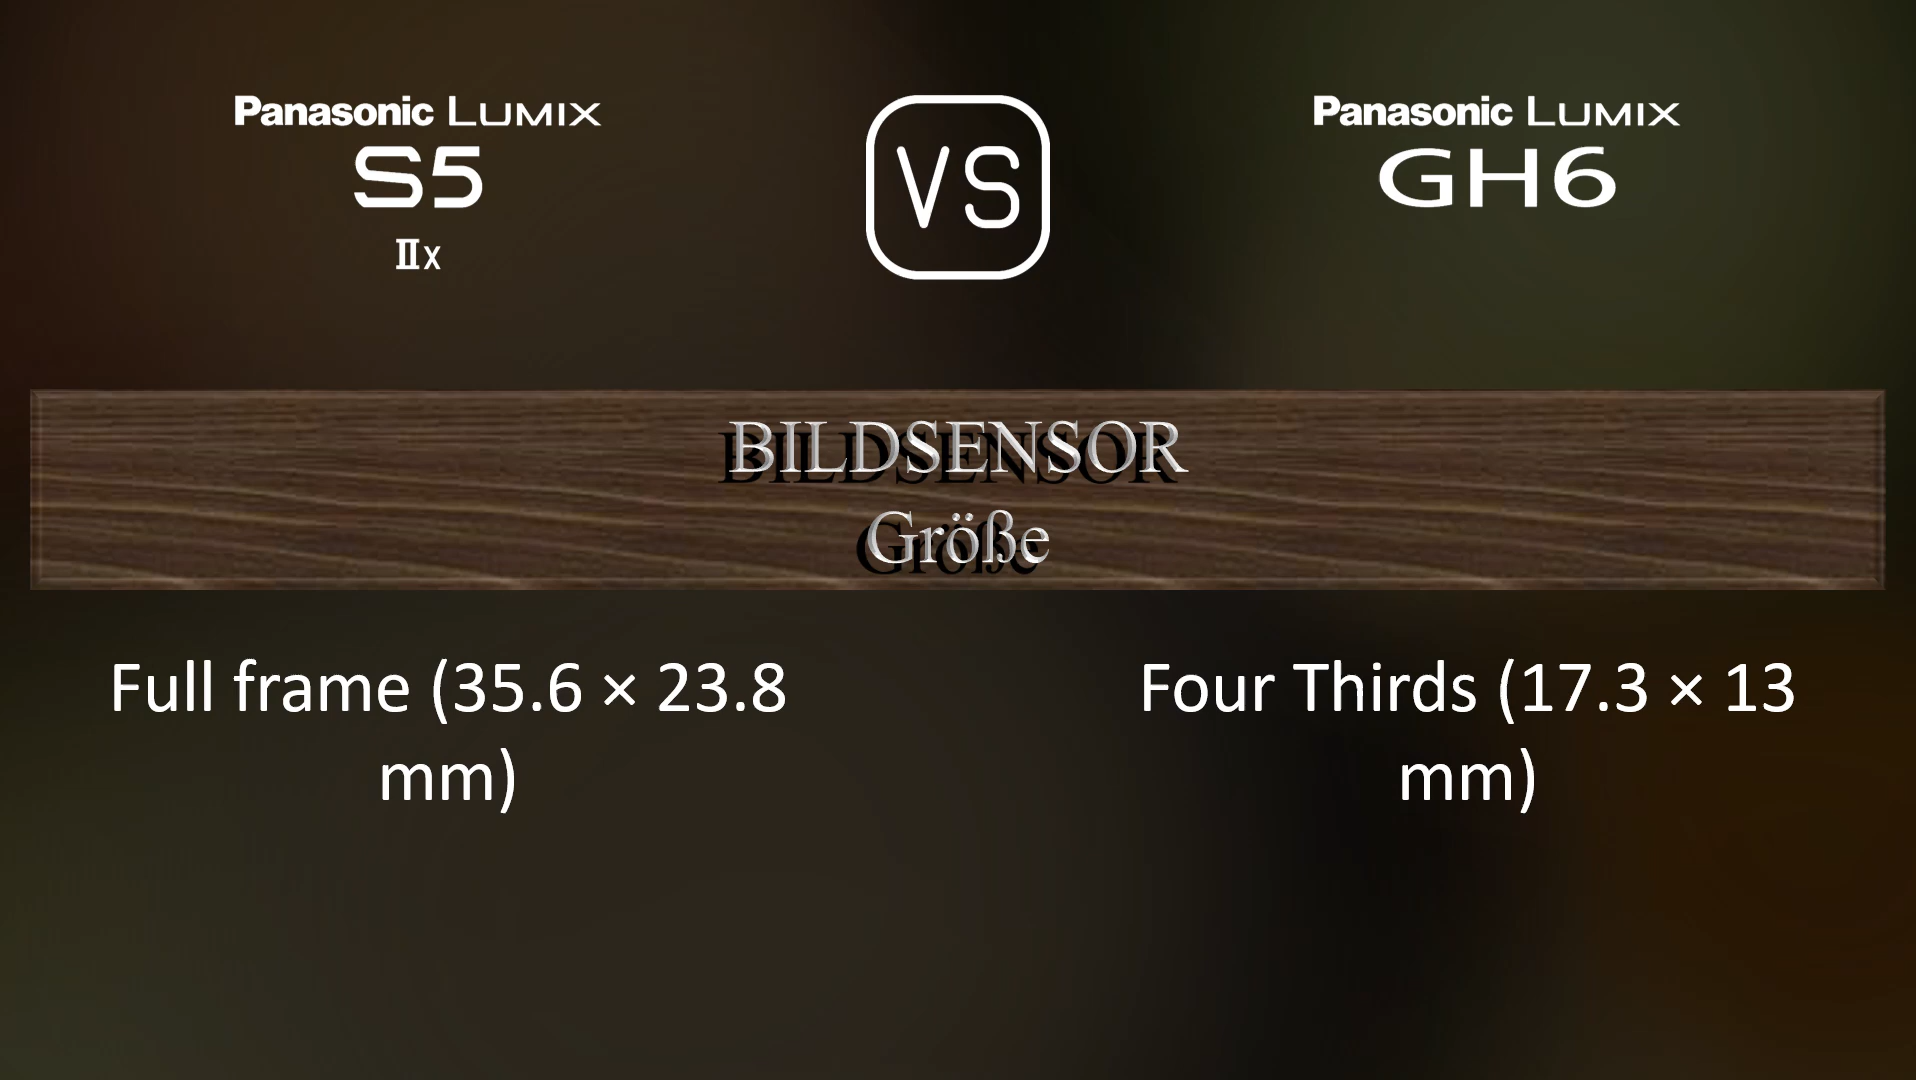 Panasonic LUMIX
S5
IIx
VS
Panasonic LUMIX
GH6
BILDSENSOR
Größe
Full frame (35.6 × 23.8
mm)
Four Thirds (17.3 × 13
mm)